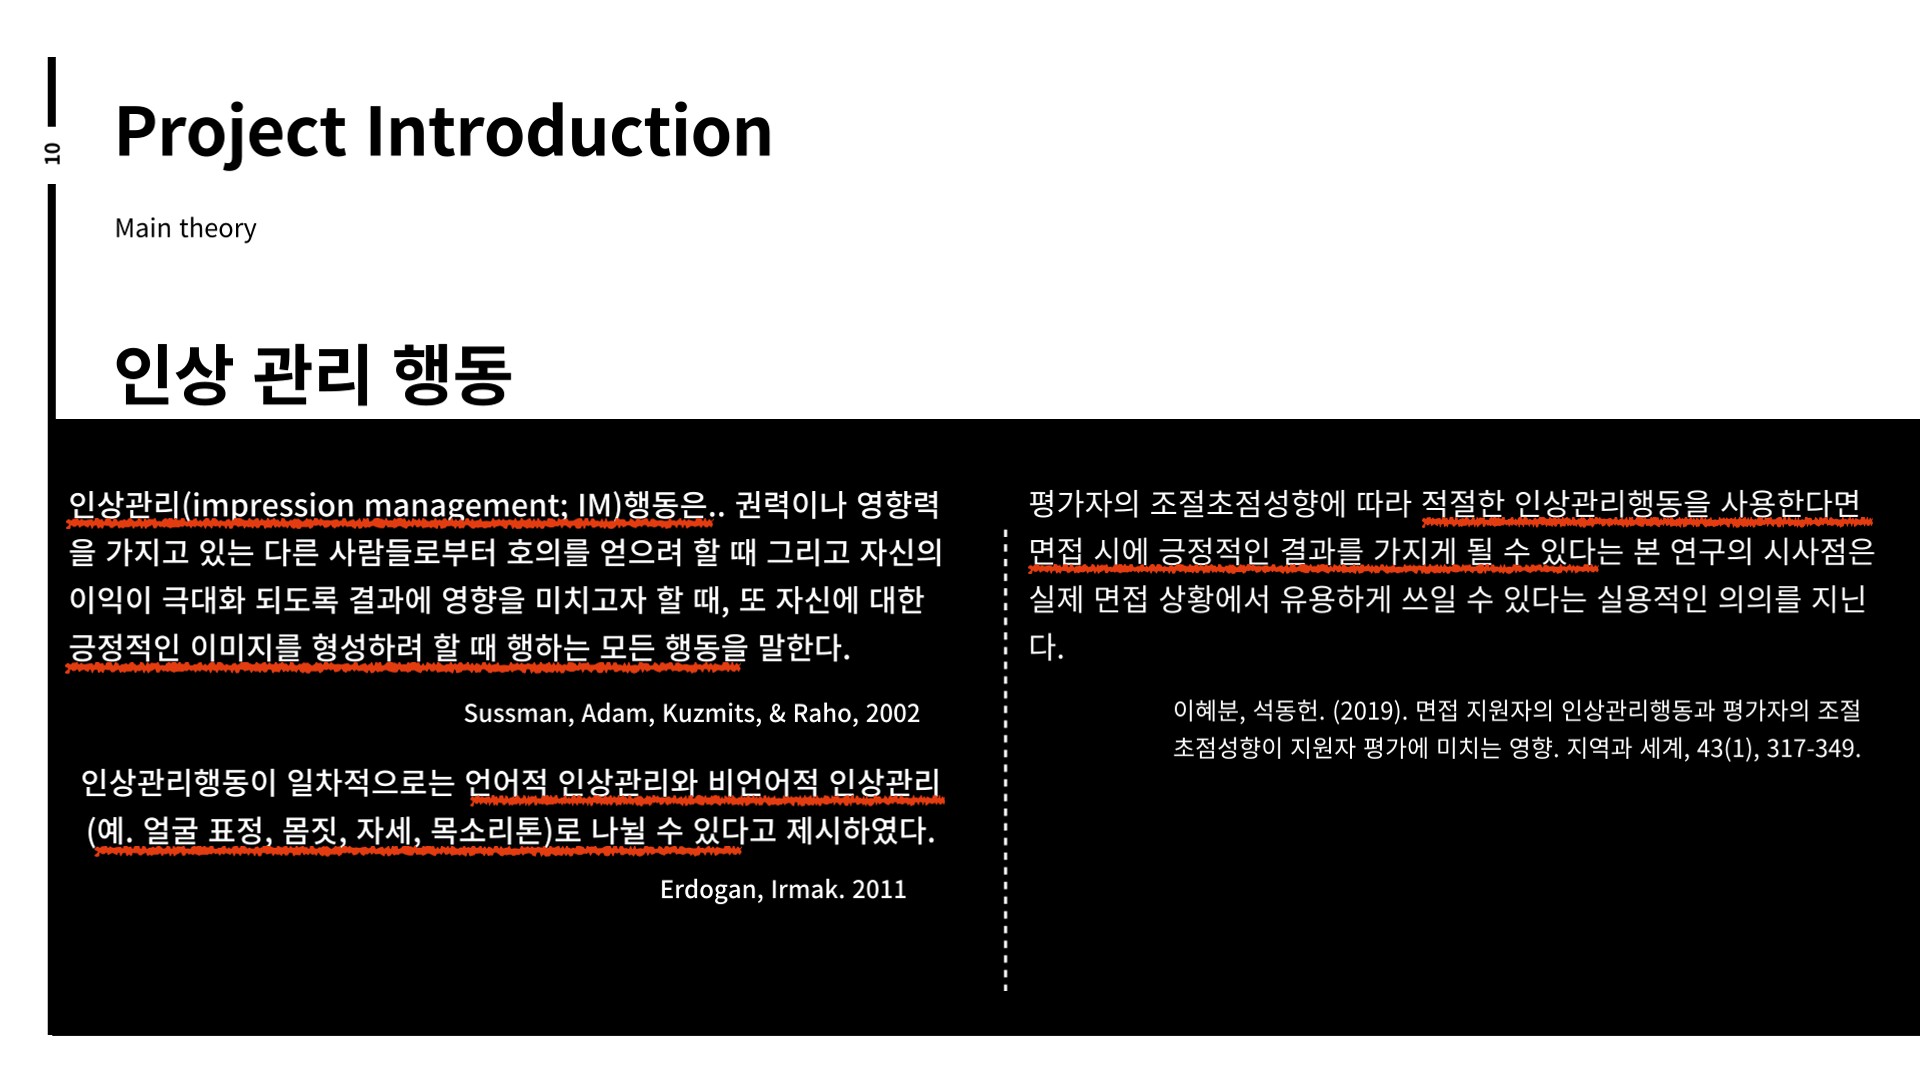 10
Project Introduction
Main theory
인상 관리 행동
인상관리(impression management; IM)행동은.. 권력이나 영향력
을 가지고 있는 다른 사람들로부터 호의를 얻으려 할 때 그리고 자신의
이익이 극대화 되도록 결과에 영향을 미치고자 할 때, 또 자신에 대한
긍정적인 이미지를 형성하려 할 때 행하는 모든 행동을 말한다.
Sussman, Adam, Kuzmits, & Raho, 2002
인상관리행동이 일차적으로는 언어적 인상관리와 비언어적 인상관리
(예. 얼굴 표정, 몸짓, 자세, 목소리톤)로 나뉠 수 있다고 제시하였다.
Erdogan, Irmak. 2011
평가자의 조절초점성향에 따라 적절한 인상관리행동을 사용한다면
면접 시에 긍정적인 결과를 가지게 될 수 있다는 본 연구의 시사점은
실제 면접 상황에서 유용하게 쓰일 수 있다는 실용적인 의의를 지닌
다.
이혜분, 석동헌. (2019). 면접 지원자의 인상관리행동과 평가자의 조절
초점성향이 지원자 평가에 미치는 영향. 지역과 세계, 43(1), 317-349.